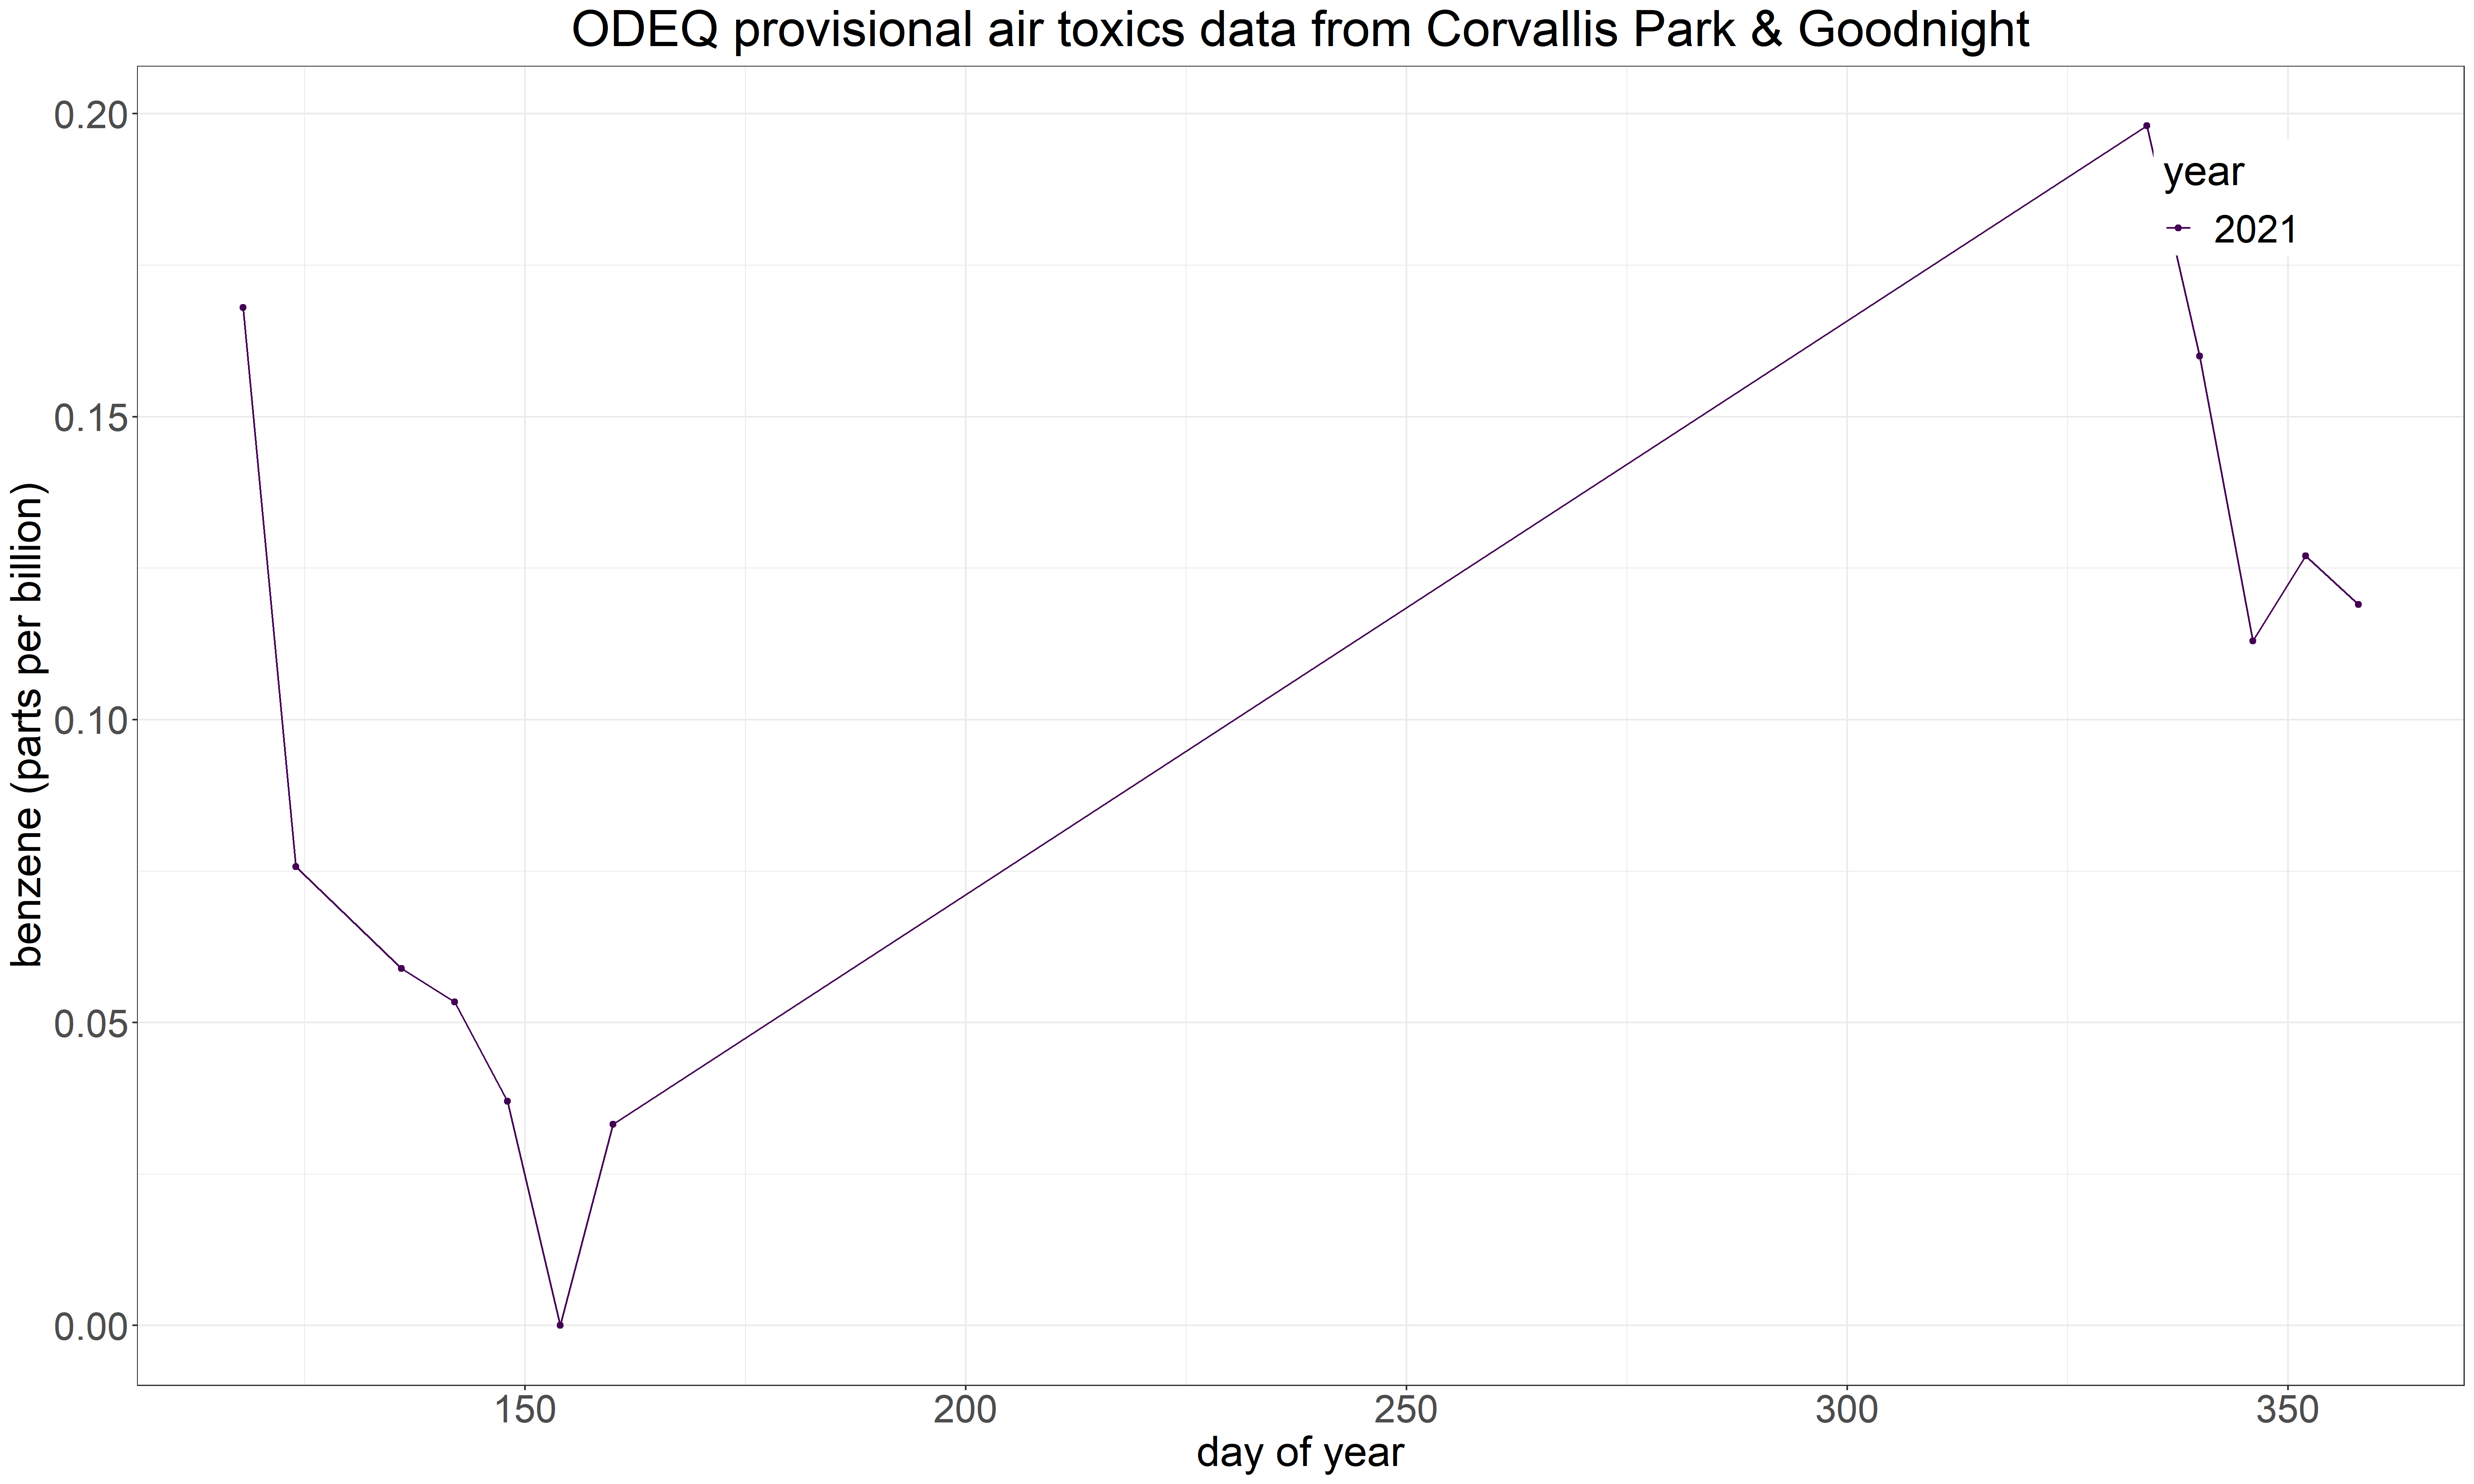 ODEQ provisional air toxics data from Corvallis Park & Goodnight
benzene (parts per billion)
0.20
0.15
0.10
0.05
0.00
year
2021
150
200
250
300
350
day of year